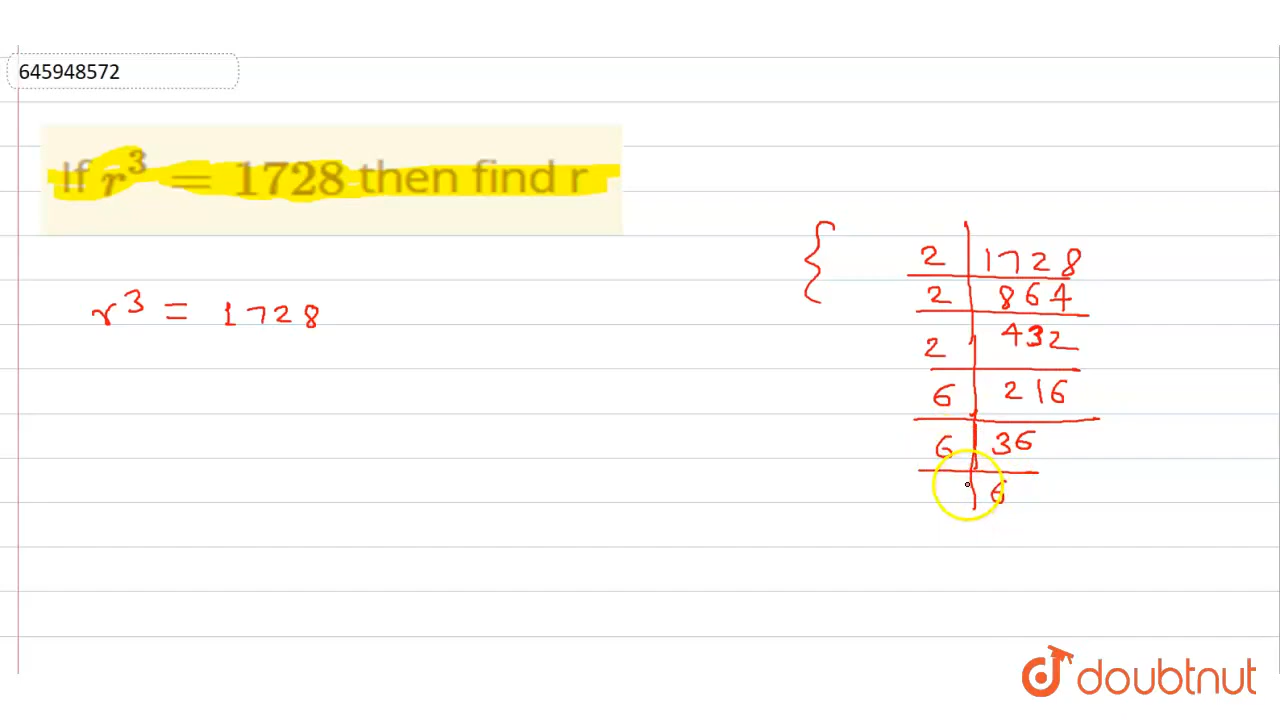 645948572
If r³ = 1728 then find r
r³ = 1728
2 | 1728
2 | 864
2 | 432
6 | 216
6 | 36
| 6
doubtnut